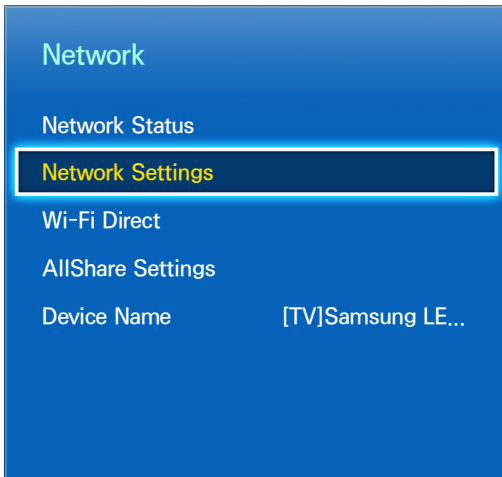 Network
Network Status
Network Settings
Wi-Fi Direct
AllShare Settings
Device Name [TV]Samsung LE...